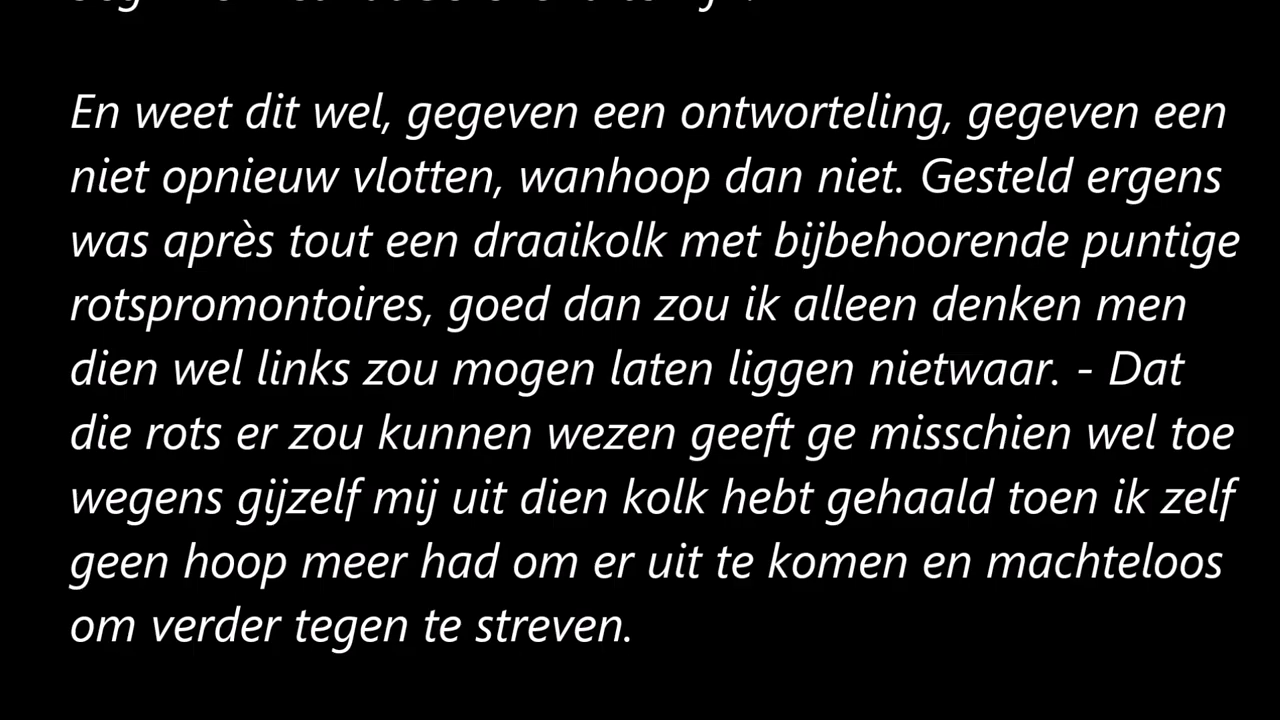 En weet dit wel, gegeven een ontworteling, gegeven een
niet opnieuw vlotten, wanhoop dan niet. Gesteld ergens
was après tout een draaikolk met bijbehoorende puntige
rotspromontoires, goed dan zou ik alleen denken men
dien wel links zou mogen laten liggen nietwaar. - Dat
die rots er zou kunnen wezen geeft ge misschien wel toe
wegens gijzelf mij uit dien kolk hebt gehaald toen ik zelf
geen hoop meer had om er uit te komen en machteloos
om verder tegen te streven.